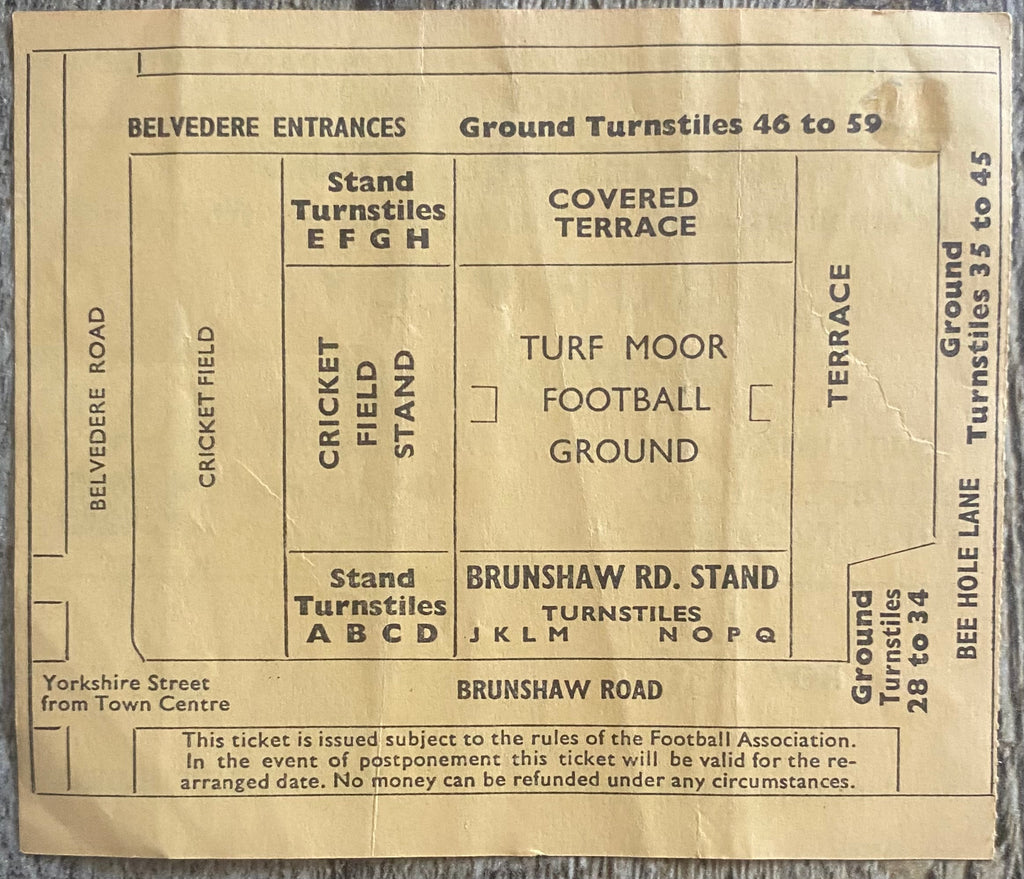 BELVEDERE ENTRANCES
Ground Turnstiles 46 to 59
Stand
Turnstiles
E F G H
COVERED
TERRACE
BELVEDERE ROAD
CRICKET FIELD
CRICKET
FIELD
STAND
TURF MOOR
FOOTBALL
GROUND
TERRACE
Ground
Turnstiles 35 to 45
BEE HOLE LANE
Stand
Turnstiles
A B C D
BRUNSHAW RD. STAND
TURNSTILES
J K L M N O P Q
Ground
Turnstiles
28 to 34
Yorkshire Street
from Town Centre
BRUNSHAW ROAD
This ticket is issued subject to the rules of the Football Association.
In the event of postponement this ticket will be valid for the re-
arranged date. No money can be refunded under any circumstances.